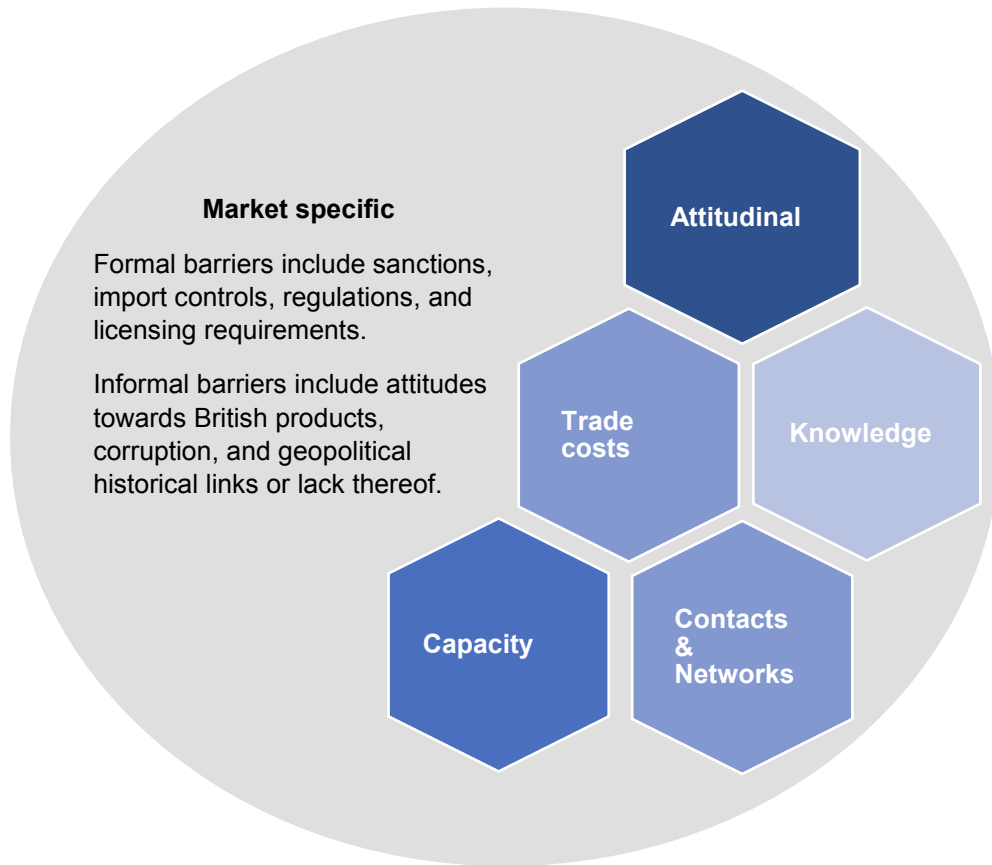 Market specific
Formal barriers include sanctions,
import controls, regulations, and
licensing requirements.
Informal barriers include attitudes
towards British products,
corruption, and geopolitical
historical links or lack thereof.
Attitudinal
Trade
costs
Knowledge
Capacity
Contacts
&
Networks